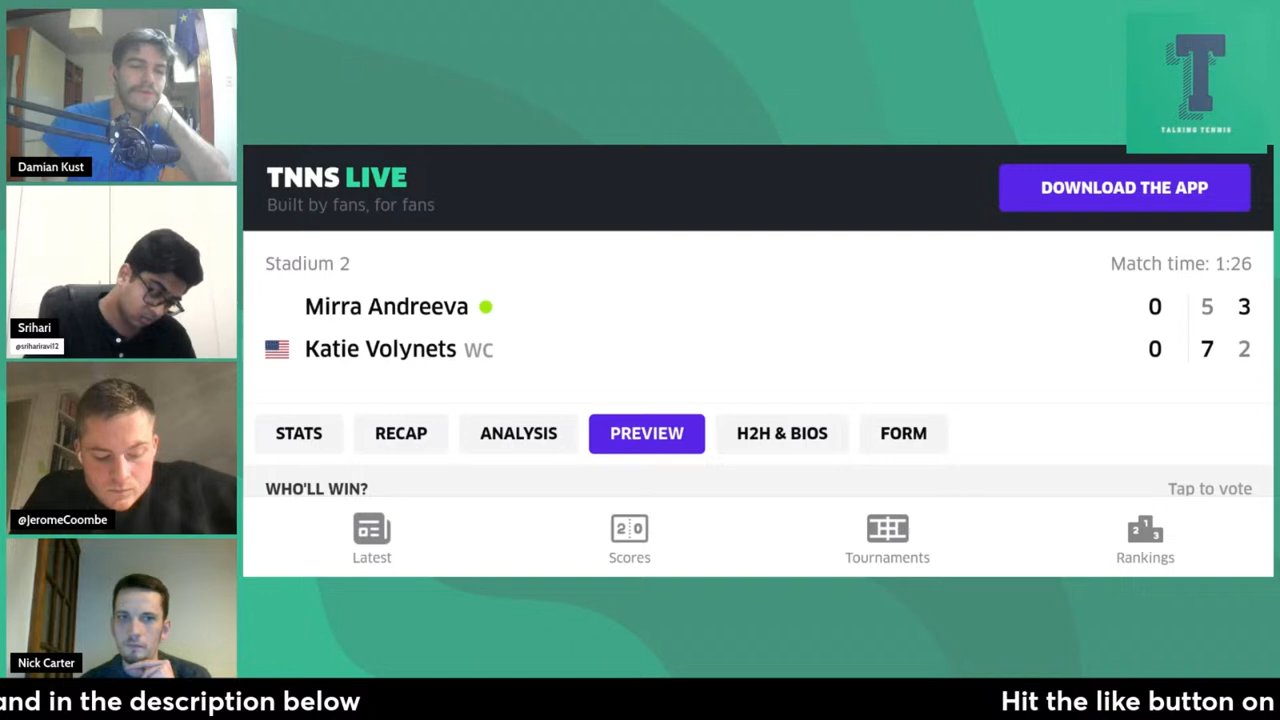 Damian Kust
Srihari
@srihariravi12
@JeromeCoombe
Nick Carter
T
TALKING TENNIS
TNNS LIVE
Built by fans, for fans
DOWNLOAD THE APP
Stadium 2
Match time: 1:26
Mirra Andreeva 0 5 3
Katie Volynets WC 0 7 2
STATS RECAP ANALYSIS PREVIEW H2H & BIOS FORM
WHO'LL WIN? Tap to vote
2 0
1 2 3
Latest Scores Tournaments Rankings
and in the description below Hit the like button on